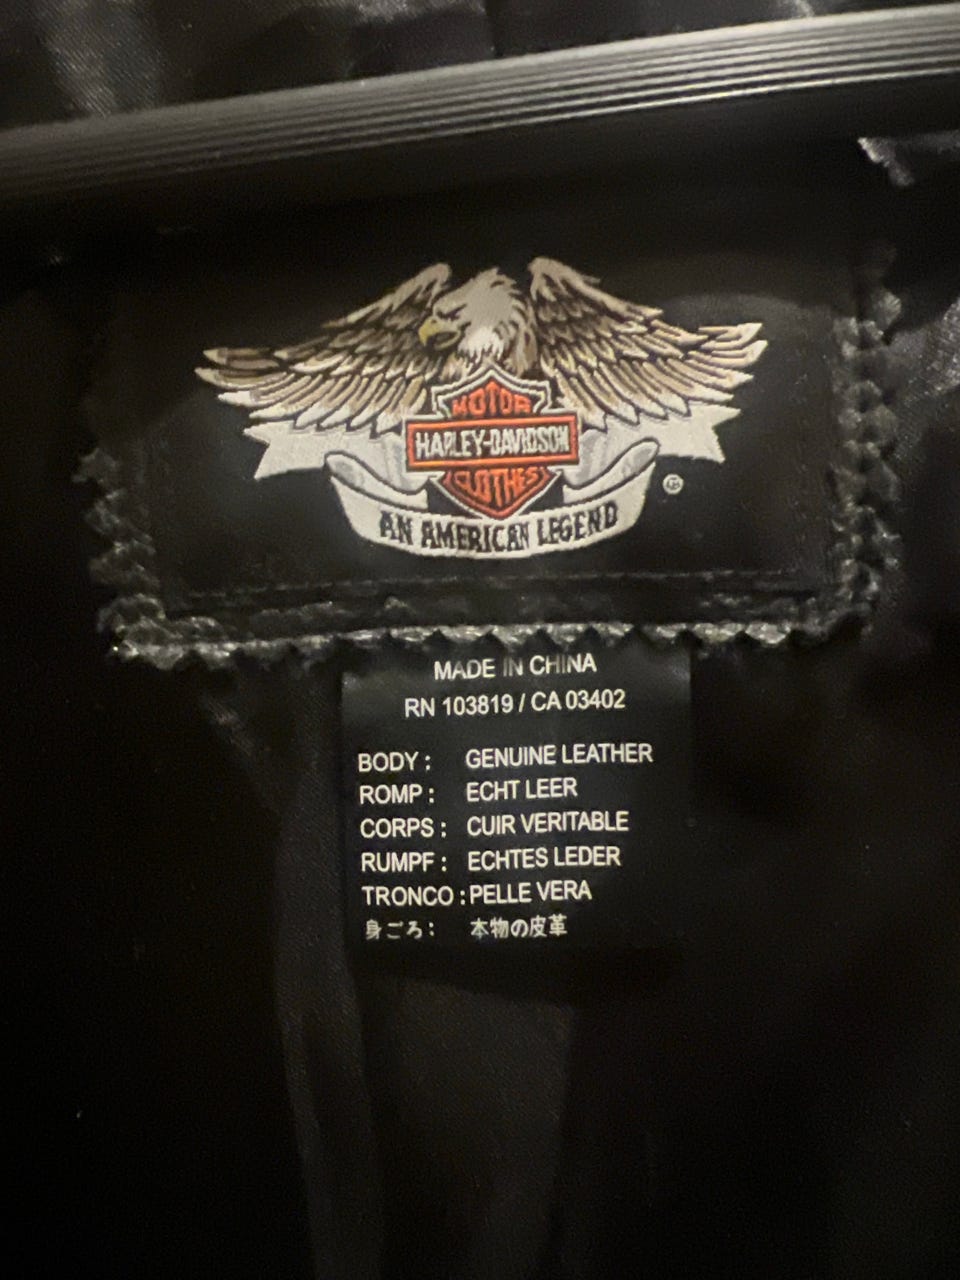 MOTOR
HARLEY-DAVIDSON
CLOTHES
AN AMERICAN LEGEND
®
MADE IN CHINA
RN 103819 / CA 03402
BODY : GENUINE LEATHER
ROMP : ECHT LEER
CORPS : CUIR VERITABLE
RUMPF : ECHTES LEDER
TRONCO : PELLE VERA
身ごろ : 本物の皮革